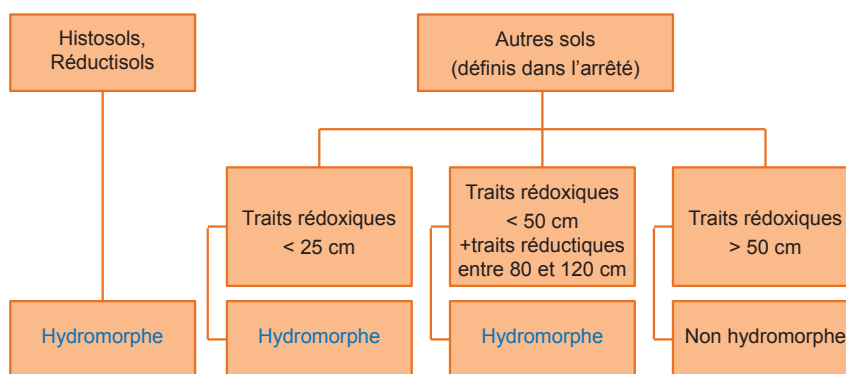 Histosols,
Réductisols
Autres sols
(définis dans l'arrêté)
Traits rédoxiques
< 25 cm
Traits rédoxiques
< 50 cm
+traits réductiques
entre 80 et 120 cm
Traits rédoxiques
> 50 cm
Hydromorphe
Hydromorphe
Hydromorphe
Non hydromorphe